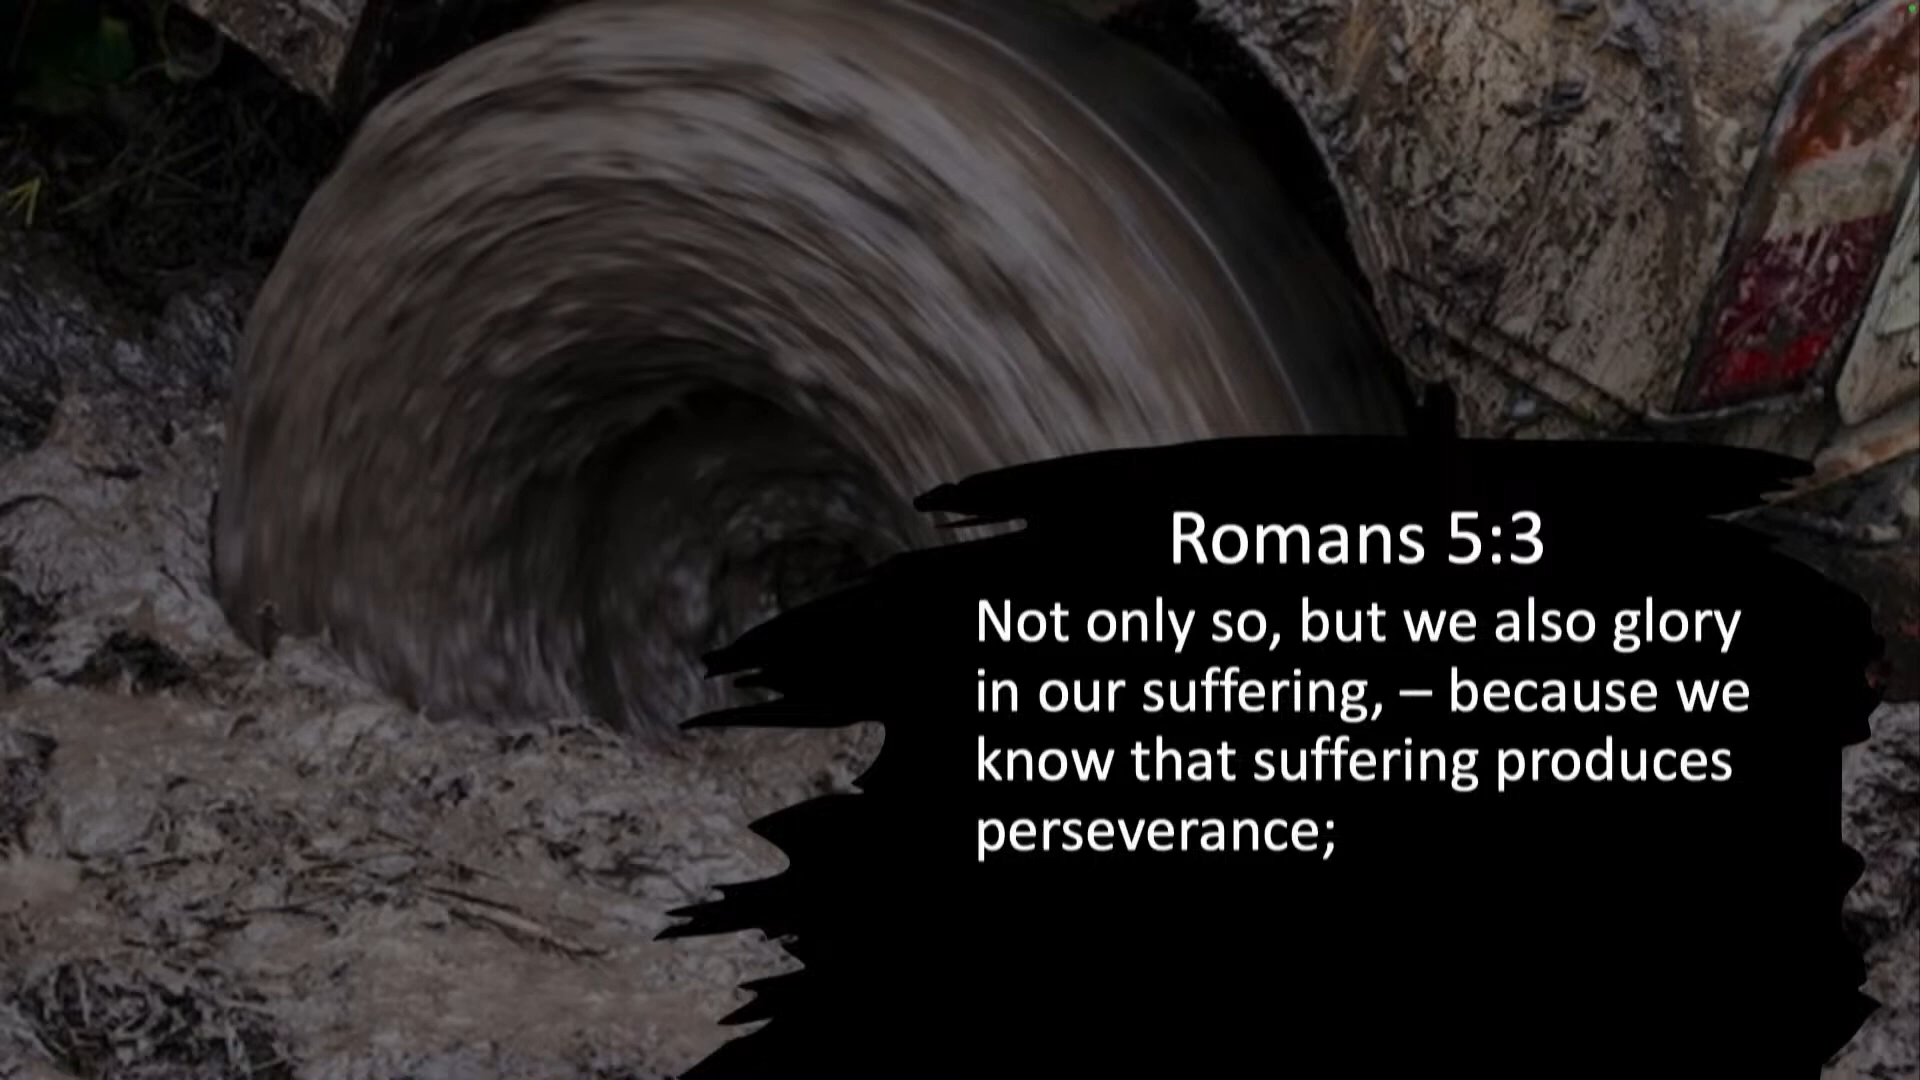 Romans 5:3
Not only so, but we also glory
in our suffering, – because we
know that suffering produces
perseverance;